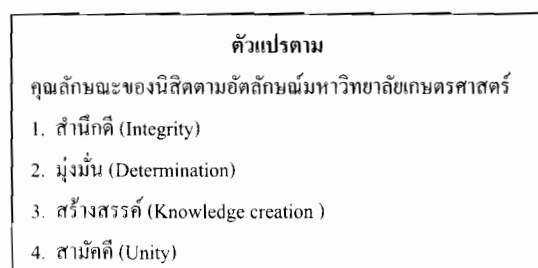 ตัวแปรตาม
คุณลักษณะของนิสิตตามอัตลักษณ์มหาวิทยาลัยเกษตรศาสตร์
1. สำนึกดี (Integrity)
2. มุ่งมั่น (Determination)
3. สร้างสรรค์ (Knowledge creation )
4. สามัคคี (Unity)